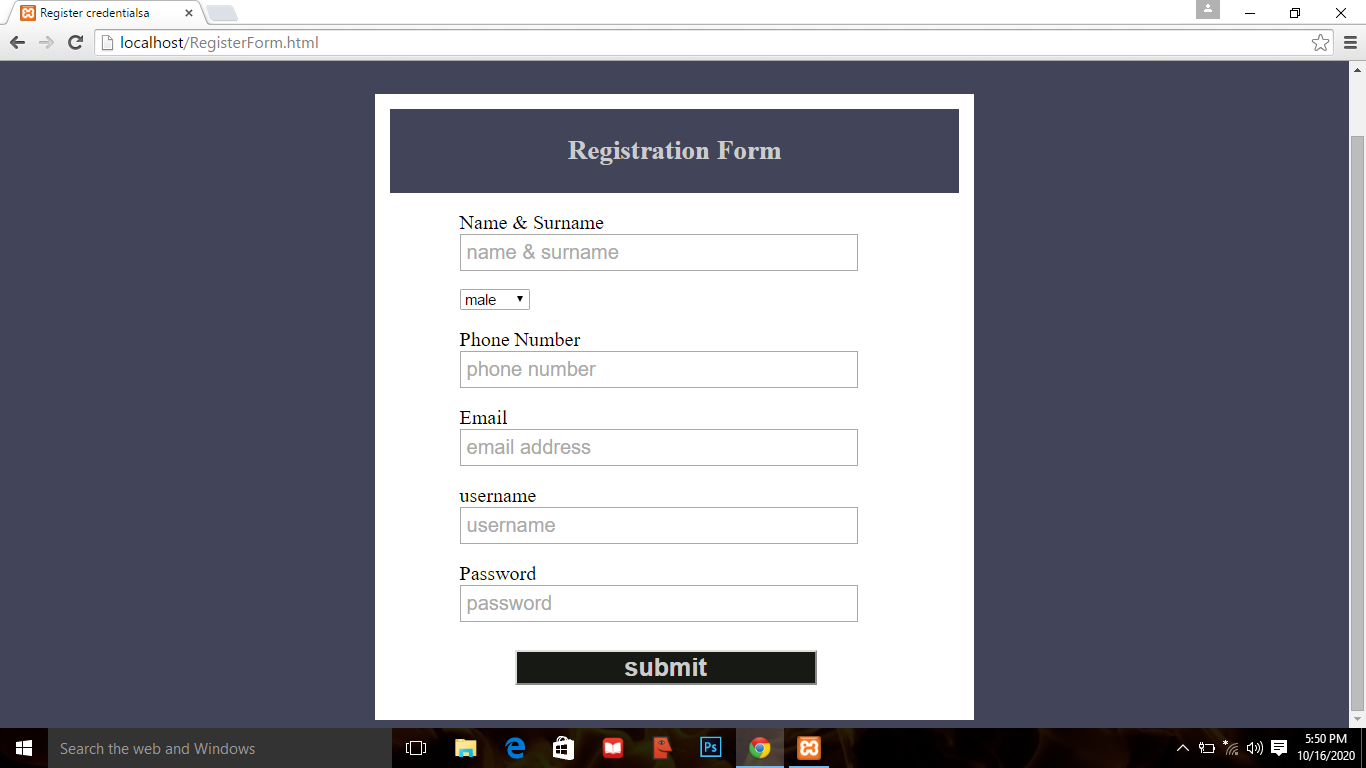 Register credentialsa
localhost/RegisterForm.html
Registration Form
Name & Surname
name & surname
male
Phone Number
phone number
Email
email address
username
username
Password
password
submit
Search the web and Windows
Ps
5:50 PM
10/16/2020